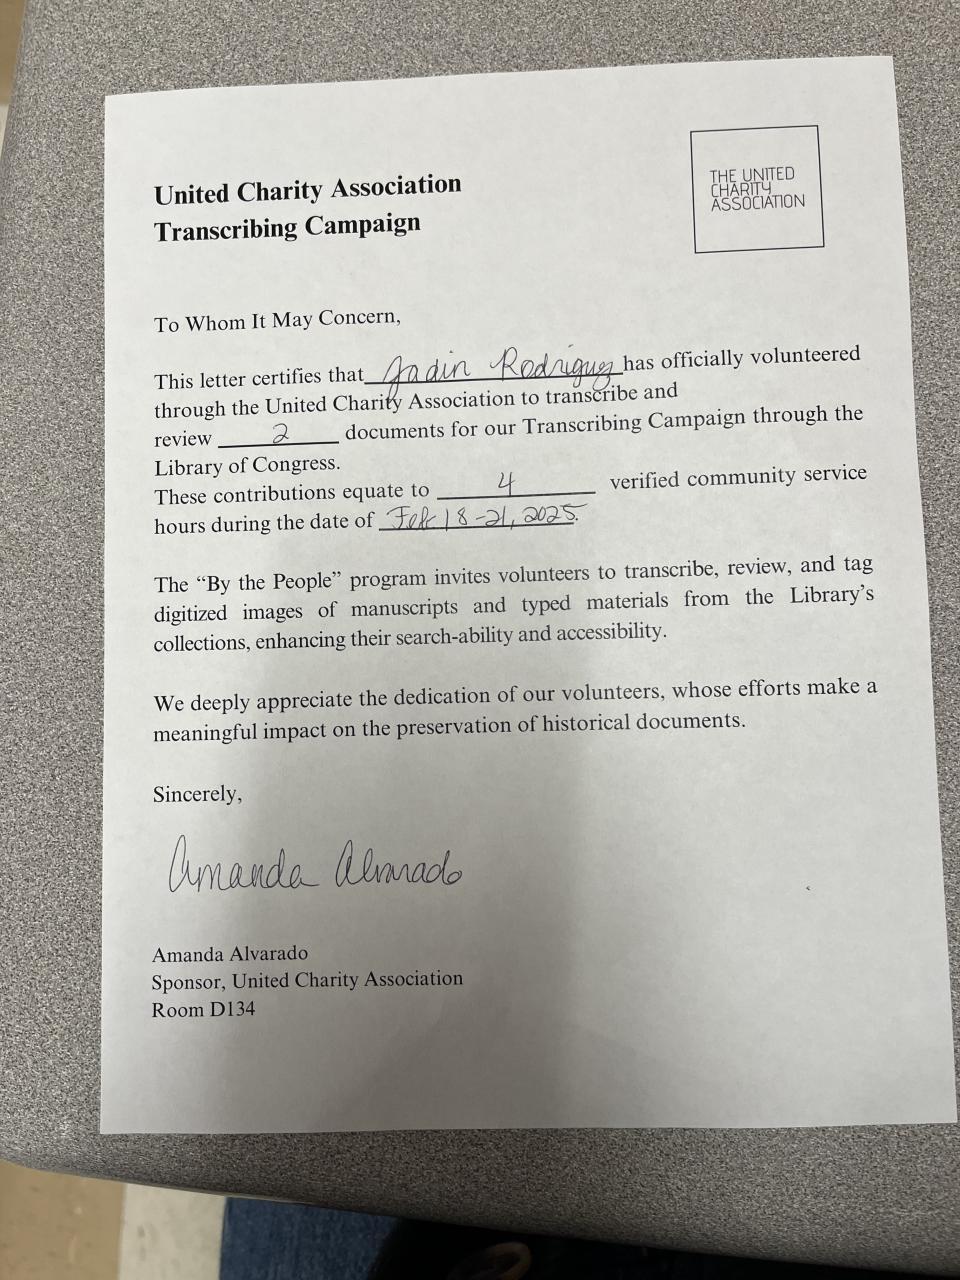 United Charity Association
Transcribing Campaign
THE UNITED
CHARITY
ASSOCIATION
To Whom It May Concern,
This letter certifies that Jadin Rodriguez has officially volunteered
through the United Charity Association to transcribe and
review 2 documents for our Transcribing Campaign through the
Library of Congress.
These contributions equate to 4 verified community service
hours during the date of Feb 18-21, 2025.
The “By the People” program invites volunteers to transcribe, review, and tag
digitized images of manuscripts and typed materials from the Library’s
collections, enhancing their search-ability and accessibility.
We deeply appreciate the dedication of our volunteers, whose efforts make a
meaningful impact on the preservation of historical documents.
Sincerely,
Amanda Alvarado
Amanda Alvarado
Sponsor, United Charity Association
Room D134